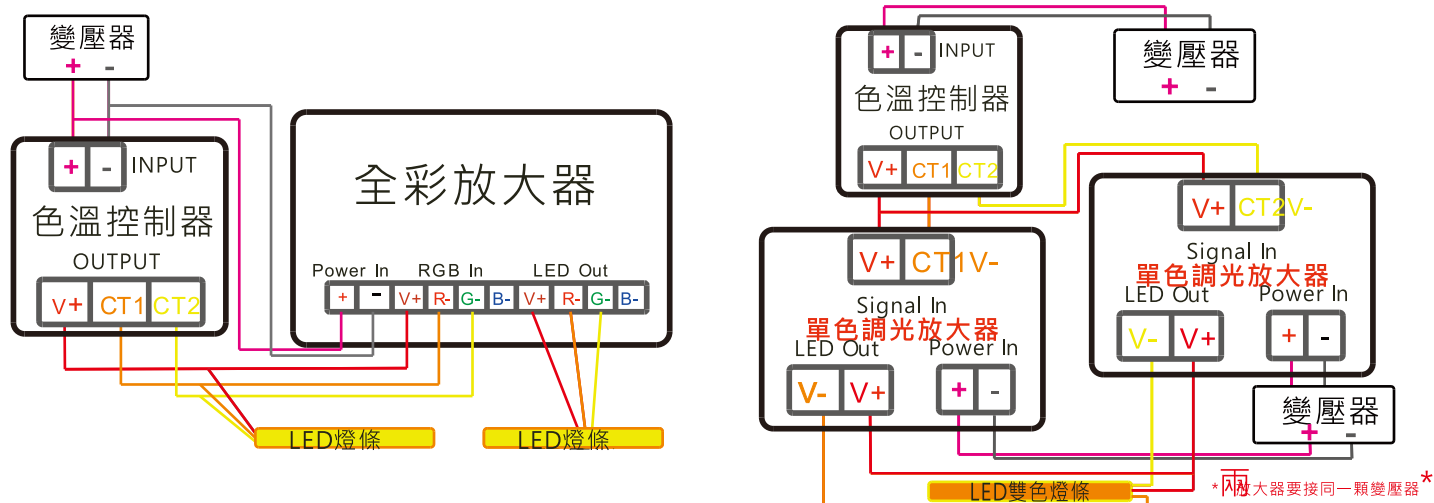 變壓器
+ -
+ - INPUT
色溫控制器
OUTPUT
V+ CT1 CT2
全彩放大器
Power In RGB In LED Out
+ - V+ R- G- B- V+ R- G- B-
LED燈條
LED燈條
+ - INPUT
色溫控制器
OUTPUT
V+ CT1 CT2
變壓器
+ -
V+ CT1V-
Signal In
單色調光放大器
LED Out Power In
V- V+ + -
V+ CT2V-
Signal In
單色調光放大器
LED Out Power In
V- V+ + -
變壓器
+ -
LED雙色燈條
*兩放大器要接同一顆變壓器*